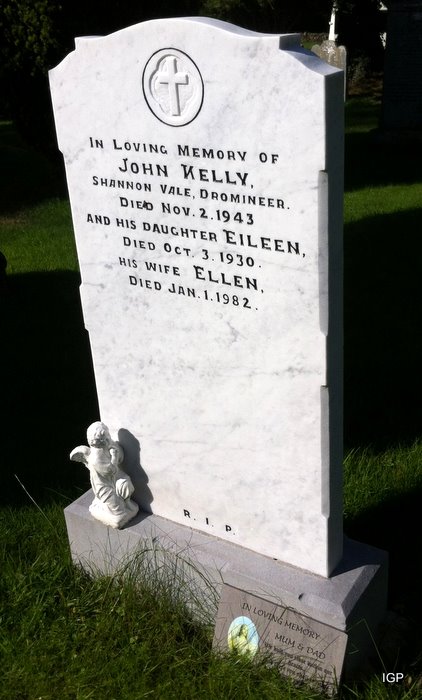 In Loving Memory of
John Kelly,
Shannon Vale, Dromineer.
Died Nov. 2. 1943
and his daughter Eileen,
Died Oct. 3. 1930.
his wife Ellen,
Died Jan. 1. 1982.
R. I. P.
IN LOVING MEMORY
MUM & DAD
IGP